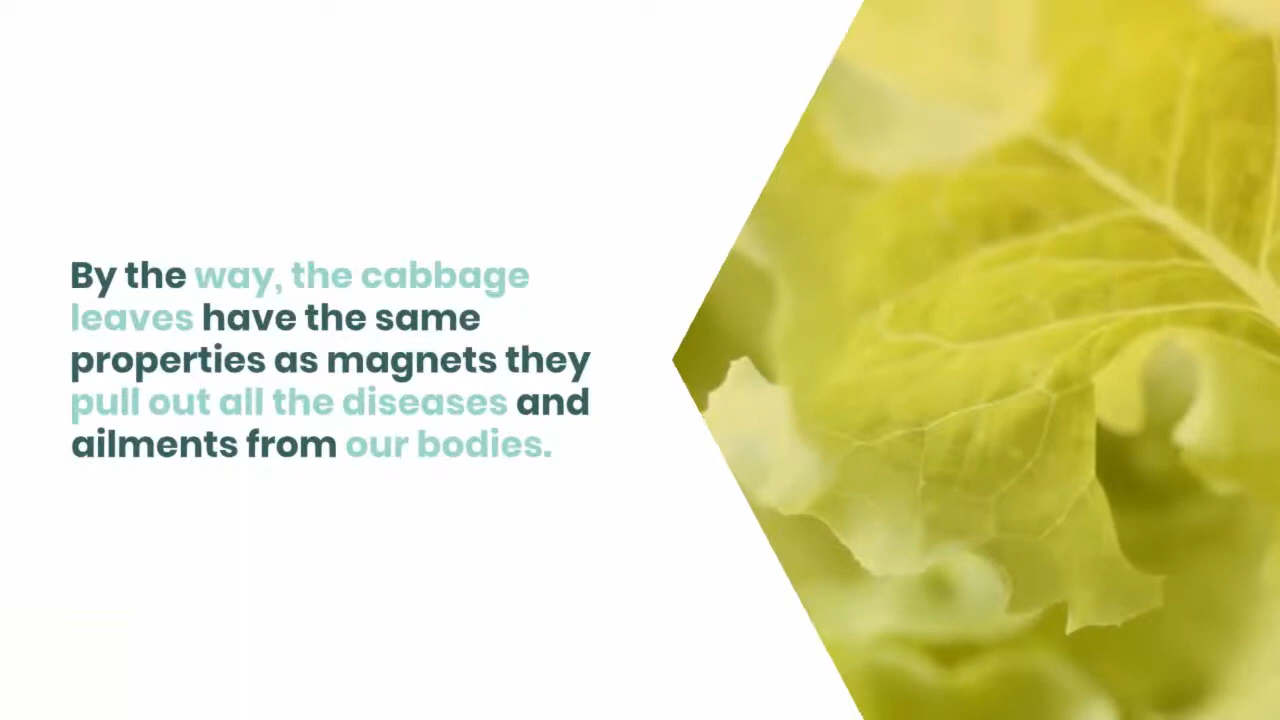 By the way, the cabbage
leaves have the same
properties as magnets they
pull out all the diseases and
ailments from our bodies.